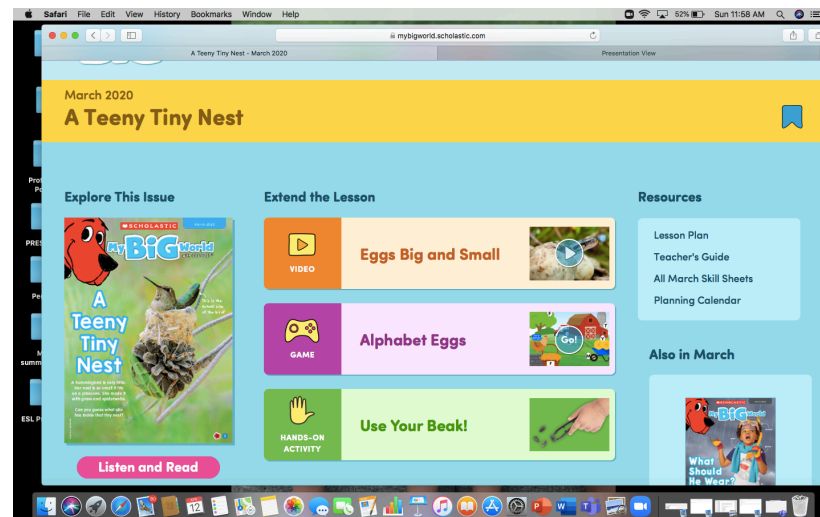 Safari File Edit View History Bookmarks Window Help
52% Sun 11:58 AM
mybigworld.scholastic.com
A Teeny Tiny Nest - March 2020
Presentation View
March 2020
A Teeny Tiny Nest
Explore This Issue
SCHOLASTIC
My BiG World
A
Teeny
Tiny
Nest
Listen and Read
Extend the Lesson
VIDEO
Eggs Big and Small
GAME
Alphabet Eggs
Go!
HANDS-ON
ACTIVITY
Use Your Beak!
Resources
Lesson Plan
Teacher's Guide
All March Skill Sheets
Planning Calendar
Also in March
SCHOLASTIC
My BiG World
What
Should
He Wear?
PRES
summ
ESL P
12